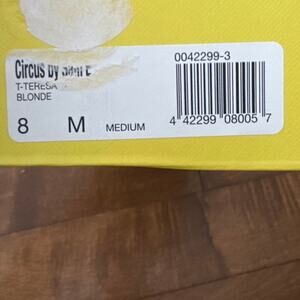 Circus by
0042299-3
T-TERESA
BLONDE
8 M MEDIUM
4 42299 08005 7